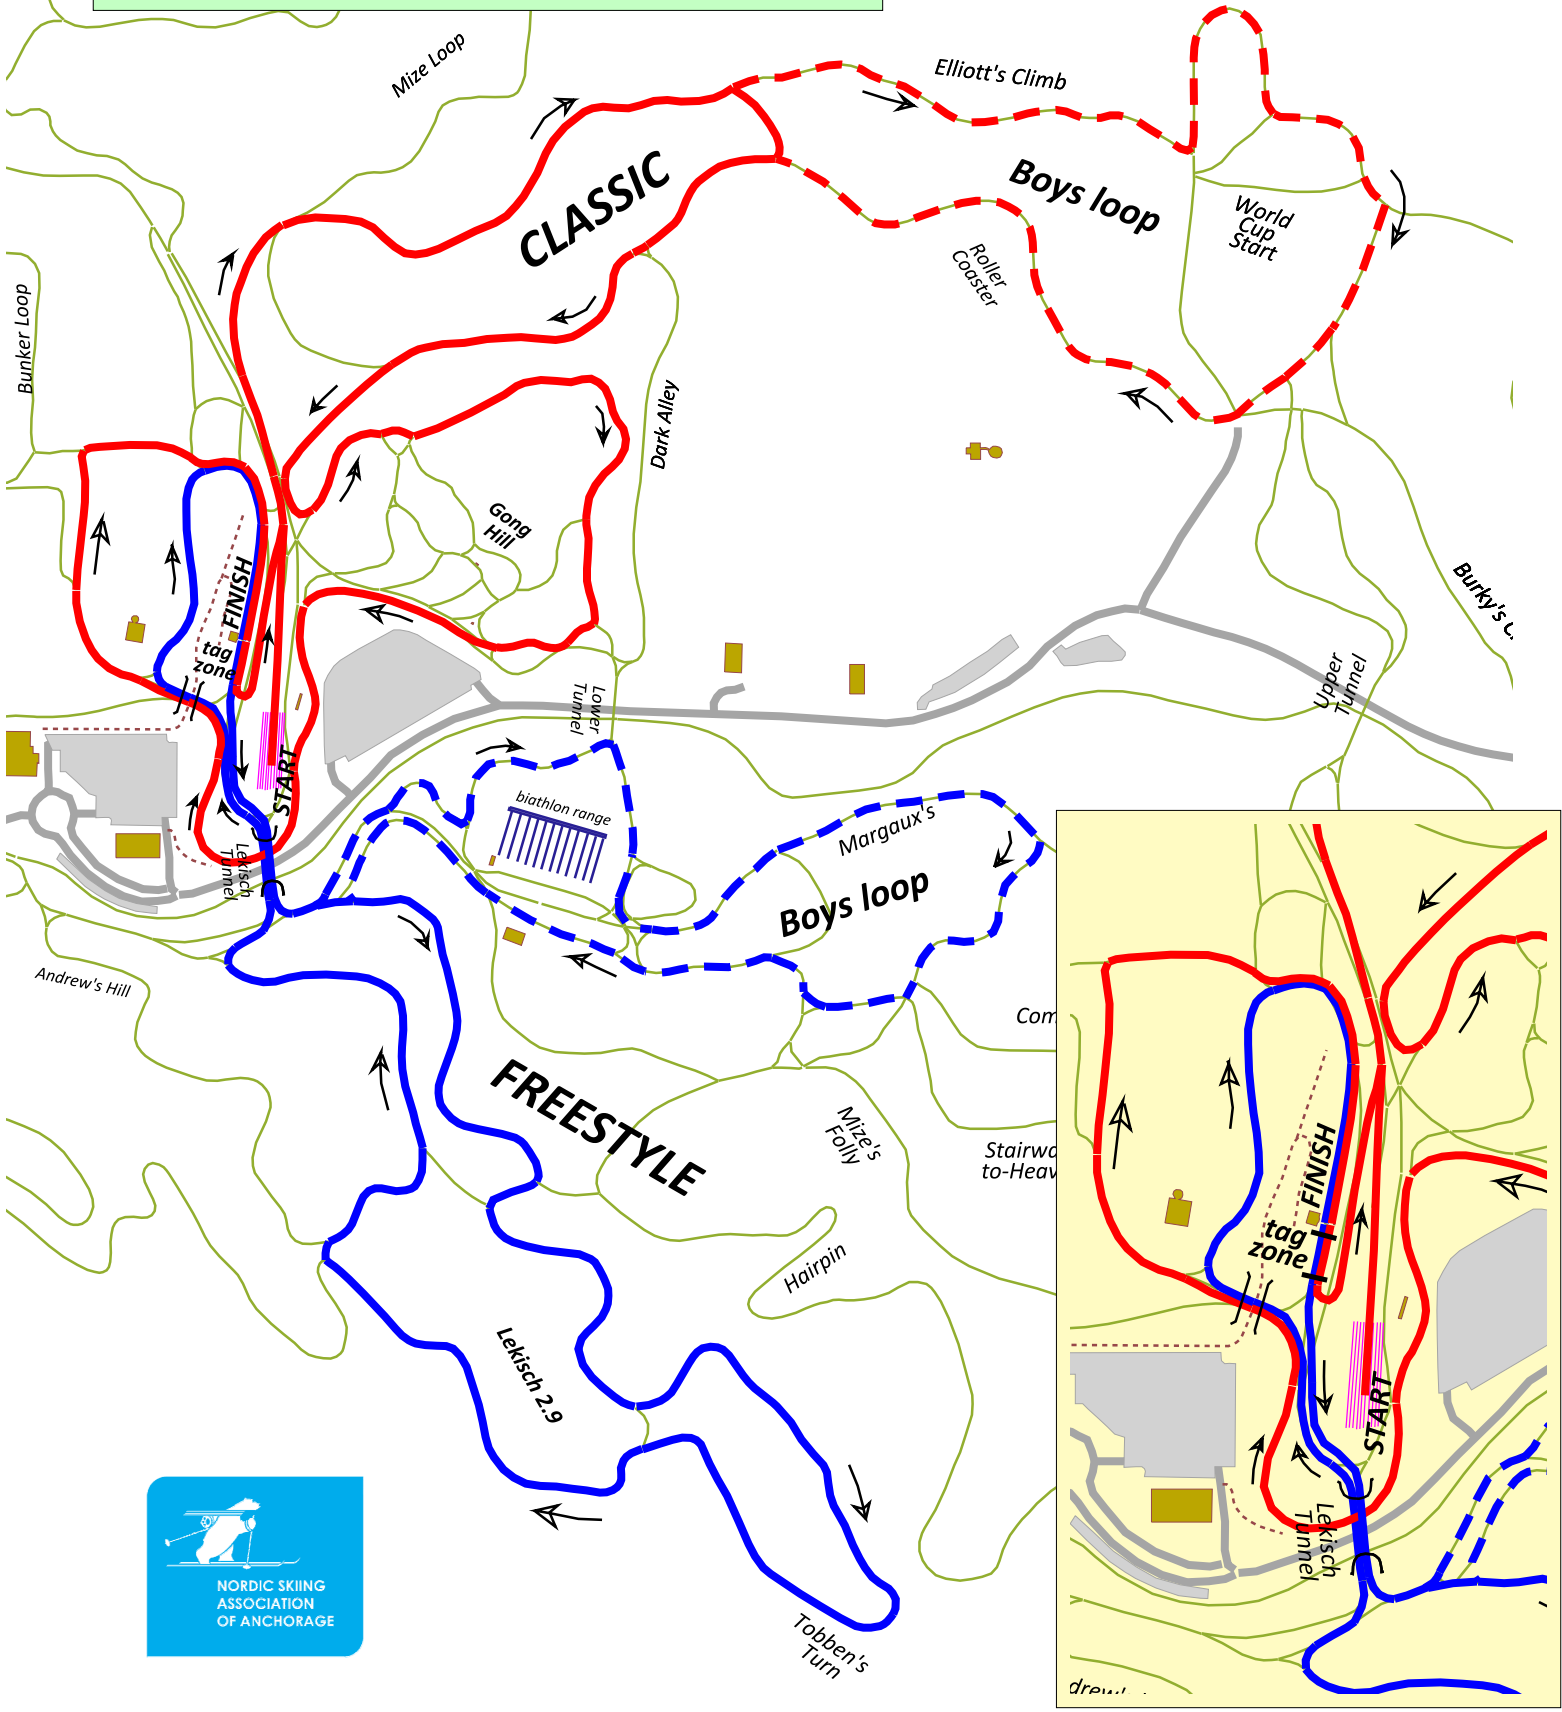 Mize Loop
Elliott's Climb
CLASSIC
Boys loop
World
Cup
Start
Roller
Coaster
Bunker Loop
Dark Alley
Gong
Hill
FINISH
tag
zone
START
Lekisch
Tunnel
Lower
Tunnel
Upper
Tunnel
biathlon range
Margaux's
Boys loop
Andrew's Hill
FREESTYLE
Mize's
Folly
Hairpin
Lekisch 2.9
Tobben's
Turn
NORDIC SKIING
ASSOCIATION
OF ANCHORAGE
FINISH
tag
zone
START
Lekisch
Tunnel